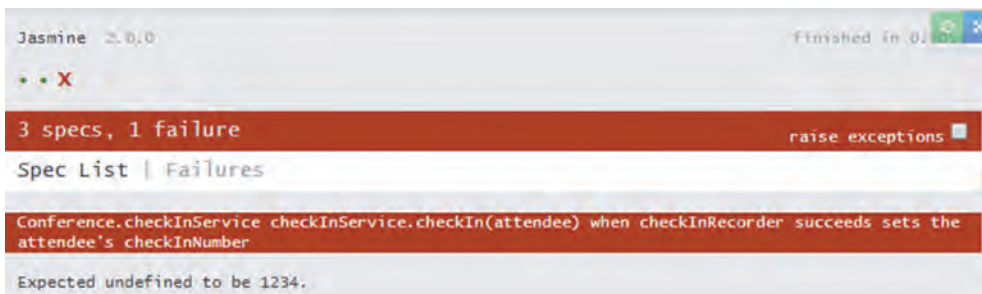 Jasmine 2.0.0
Finished in 0.
• • X
3 specs, 1 failure
raise exceptions
Spec List | Failures
Conference.checkInService checkInService.checkIn(attendee) when checkInRecorder succeeds sets the
attendee's checkInNumber
Expected undefined to be 1234.